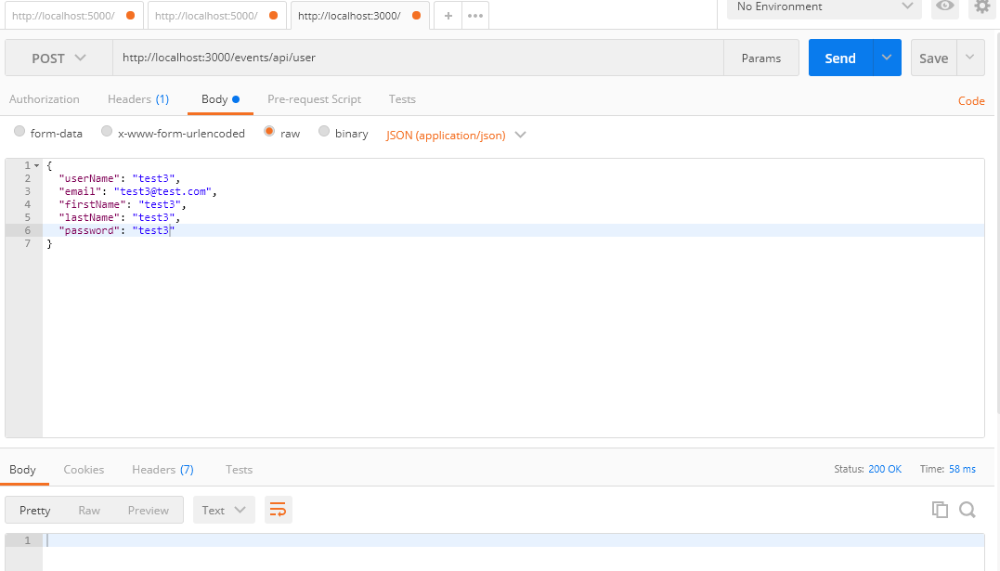 http://localhost:5000/ http://localhost:5000/ http://localhost:3000/ + ••• No Environment
POST http://localhost:3000/events/api/user Params Send Save
Authorization Headers (1) Body Pre-request Script Tests Code
form-data x-www-form-urlencoded raw binary JSON (application/json)
1 {
2 "userName": "test3",
3 "email": "test3@test.com",
4 "firstName": "test3",
5 "lastName": "test3",
6 "password": "test3"
7 }
Body Cookies Headers (7) Tests Status: 200 OK Time: 58 ms
Pretty Raw Preview Text
1